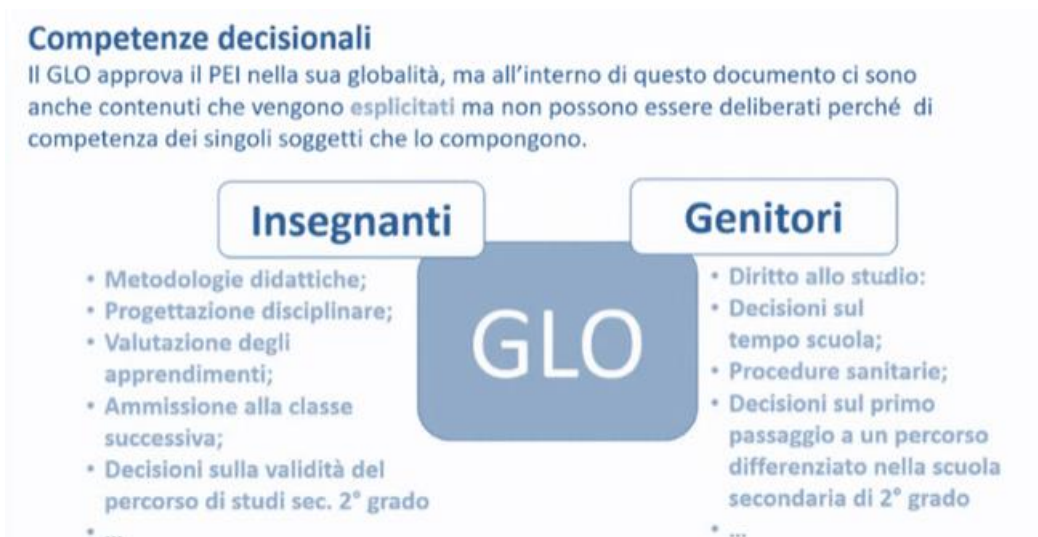 Competenze decisionali
Il GLO approva il PEI nella sua globalità, ma all'interno di questo documento ci sono
anche contenuti che vengono esplicitati ma non possono essere deliberati perché di
competenza dei singoli soggetti che lo compongono.
Insegnanti
• Metodologie didattiche;
• Progettazione disciplinare;
• Valutazione degli
apprendimenti;
• Ammissione alla classe
successiva;
• Decisioni sulla validità del
percorso di studi sec. 2° grado
• ...
GLO
Genitori
• Diritto allo studio:
• Decisioni sul
tempo scuola;
• Procedure sanitarie;
• Decisioni sul primo
passaggio a un percorso
differenziato nella scuola
secondaria di 2° grado
• ...